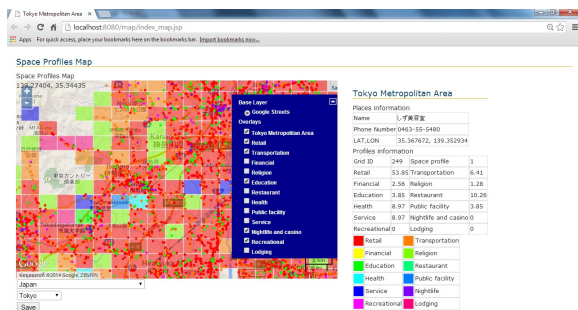 Tokyo Metropolitan Area
localhost:8080/map/index_map.jsp
Apps For quick access, place your bookmarks here on the bookmarks bar. Import bookmarks now...
Space Profiles Map
Space Profiles Map
139.27404, 35.34435
Base Layer
Google Streets
Overlays
Tokyo Metropolitan Area
Retail
Transportation
Financial
Religion
Education
Restaurant
Health
Public facility
Service
Nightlife and casino
Recreational
Lodging
Google
Japan
Tokyo
Save
Tokyo Metropolitan Area
Places information
Name しず美容室
Phone Number 0463-55-5480
LAT,LON 35.367672, 139.352934
Profiles information
Grid ID 249 Space profile 1
Retail 53.85 Transportation 6.41
Financial 2.56 Religion 1.28
Education 3.85 Restaurant 10.26
Health 8.97 Public facility 3.85
Service 8.97 Nightlife and casino 0
Recreational 0 Lodging 0
Retail Transportation
Financial Religion
Education Restaurant
Health Public facility
Service Nightlife
Recreational Lodging